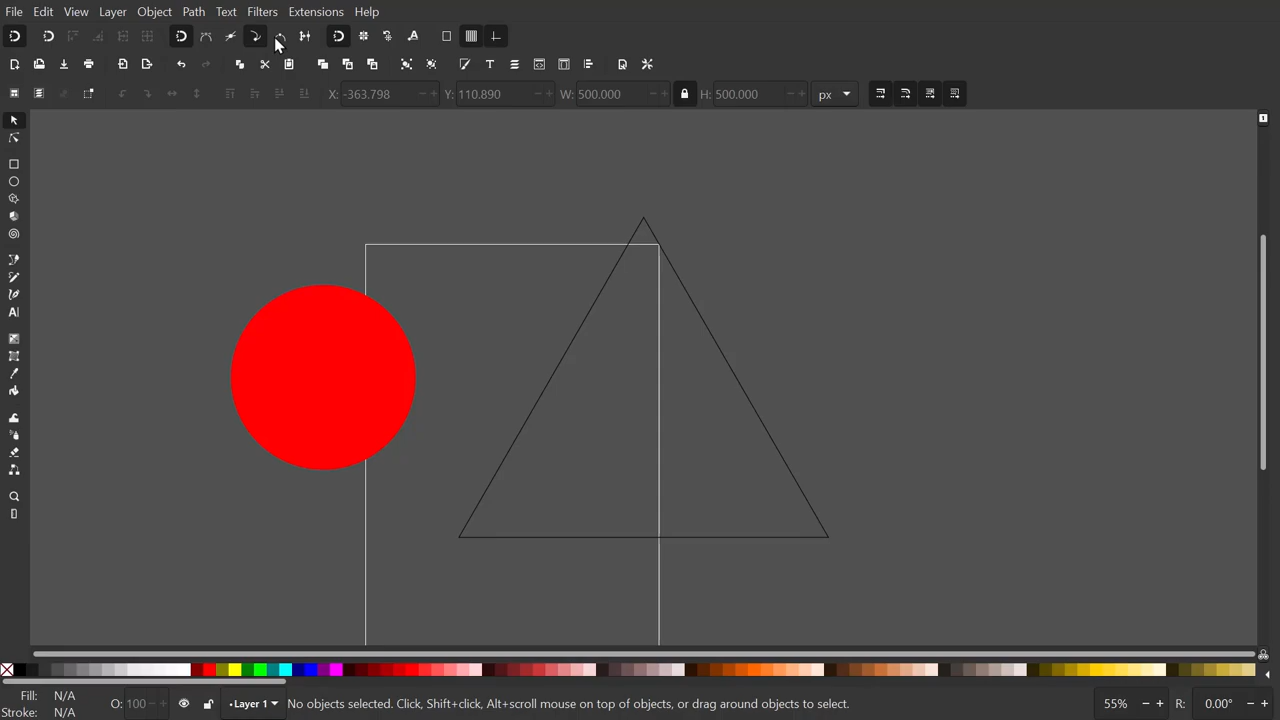 File Edit View Layer Object Path Text Filters Extensions Help
X: -363.798 Y: 110.890 W: 500.000 H: 500.000 px
1
Fill: N/A
Stroke: N/A
O: 100
•Layer 1
No objects selected. Click, Shift+click, Alt+scroll mouse on top of objects, or drag around objects to select.
55%
R: 0.00°